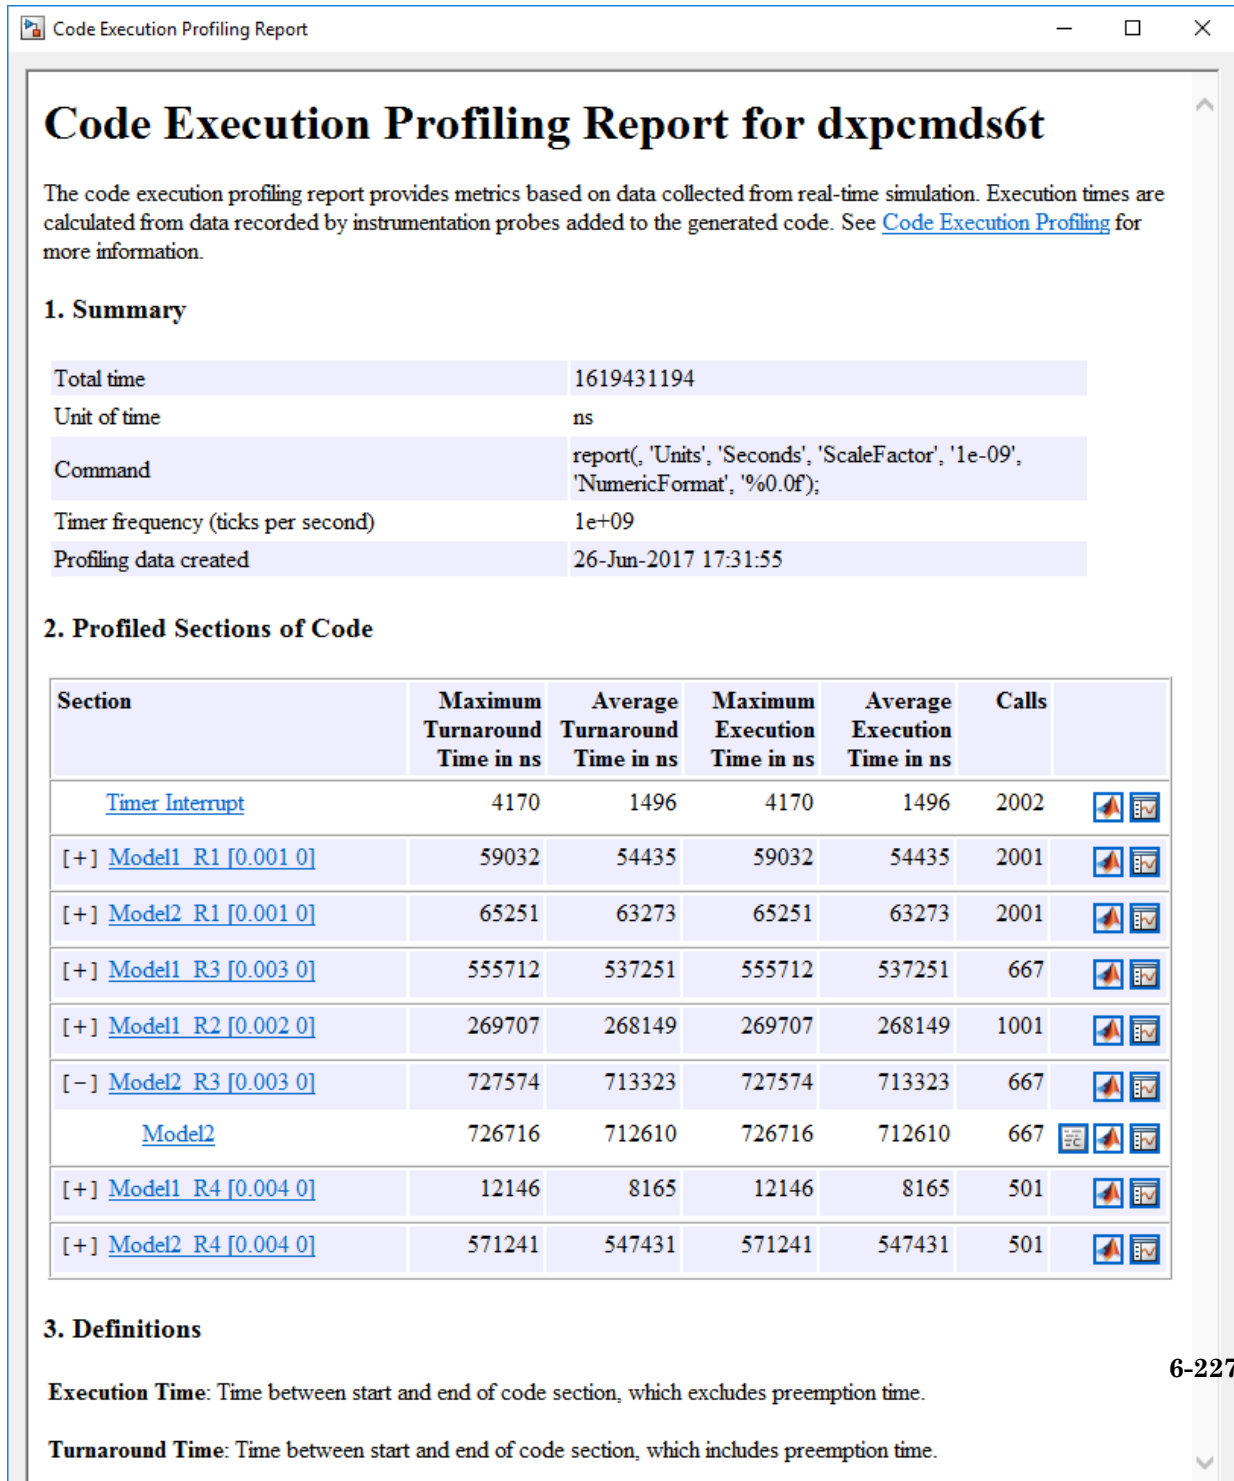 Code Execution Profiling Report
Code Execution Profiling Report for dxpcmds6t
The code execution profiling report provides metrics based on data collected from real-time simulation. Execution times are
calculated from data recorded by instrumentation probes added to the generated code. See Code Execution Profiling for
more information.
1. Summary
Total time 1619431194
Unit of time ns
Command report(, 'Units', 'Seconds', 'ScaleFactor', '1e-09',
'NumericFormat', '%0.0f');
Timer frequency (ticks per second) 1e+09
Profiling data created 26-Jun-2017 17:31:55
2. Profiled Sections of Code
Section Maximum Average Maximum Average Calls
Turnaround Turnaround Execution Execution
Time in ns Time in ns Time in ns Time in ns
Timer Interrupt 4170 1496 4170 1496 2002
[+] Model1_R1 [0.001 0] 59032 54435 59032 54435 2001
[+] Model2_R1 [0.001 0] 65251 63273 65251 63273 2001
[+] Model1_R3 [0.003 0] 555712 537251 555712 537251 667
[+] Model1_R2 [0.002 0] 269707 268149 269707 268149 1001
[-] Model2_R3 [0.003 0] 727574 713323 727574 713323 667
Model2 726716 712610 726716 712610 667
[+] Model1_R4 [0.004 0] 12146 8165 12146 8165 501
[+] Model2_R4 [0.004 0] 571241 547431 571241 547431 501
3. Definitions
6-227
Execution Time: Time between start and end of code section, which excludes preemption time.
Turnaround Time: Time between start and end of code section, which includes preemption time.